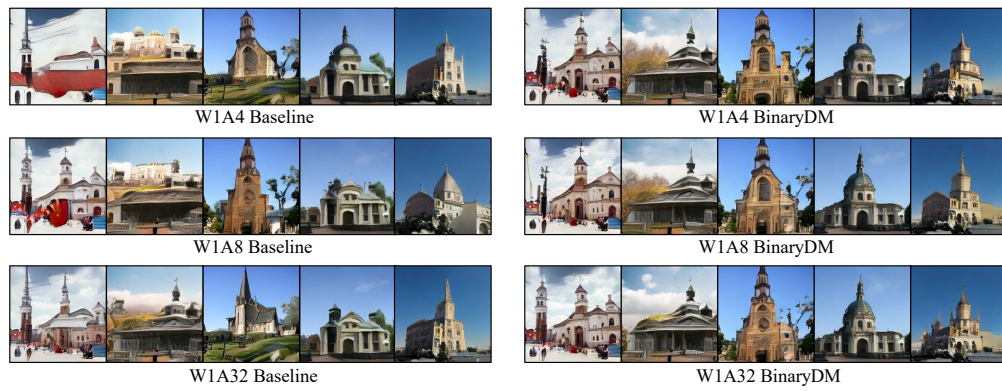 W1A4 Baseline
W1A4 BinaryDM
W1A8 Baseline
W1A8 BinaryDM
W1A32 Baseline
W1A32 BinaryDM